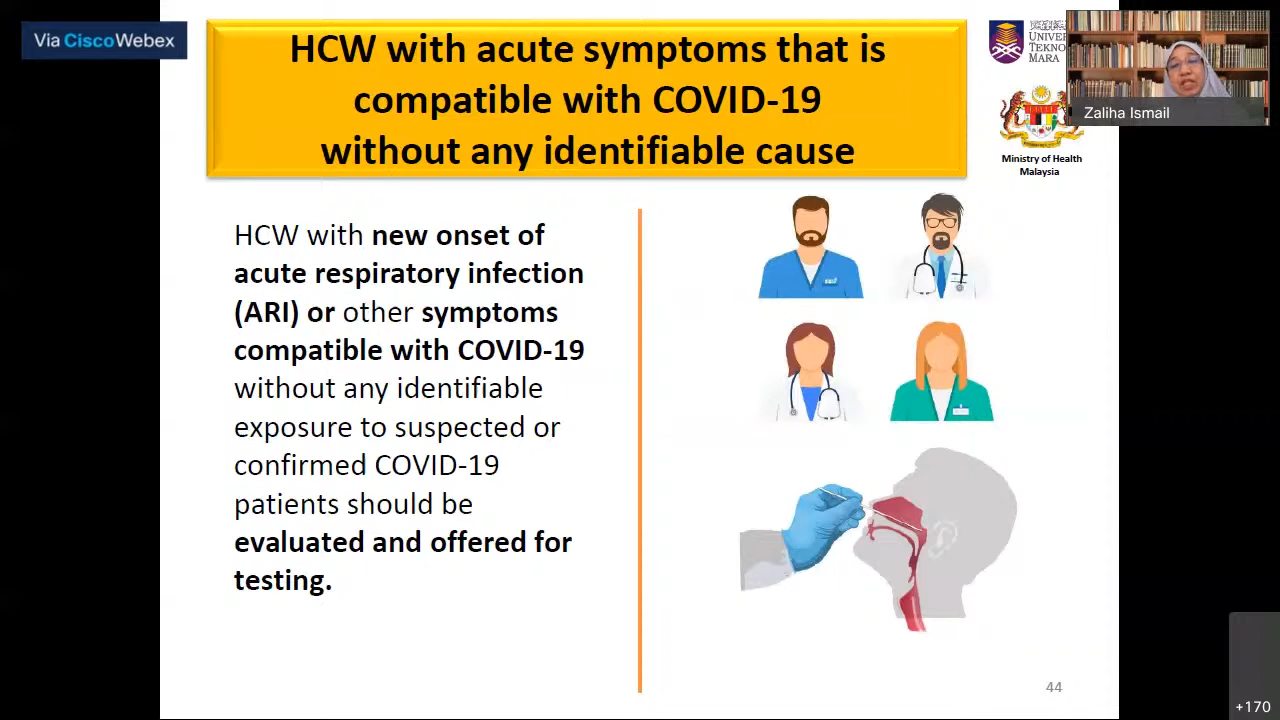 Via Cisco Webex
HCW with acute symptoms that is
compatible with COVID-19
without any identifiable cause
UNIVER
TEKNO
MARA
Zaliha Ismail
Ministry of Health
Malaysia
HCW with new onset of
acute respiratory infection
(ARI) or other symptoms
compatible with COVID-19
without any identifiable
exposure to suspected or
confirmed COVID-19
patients should be
evaluated and offered for
testing.
44
+170